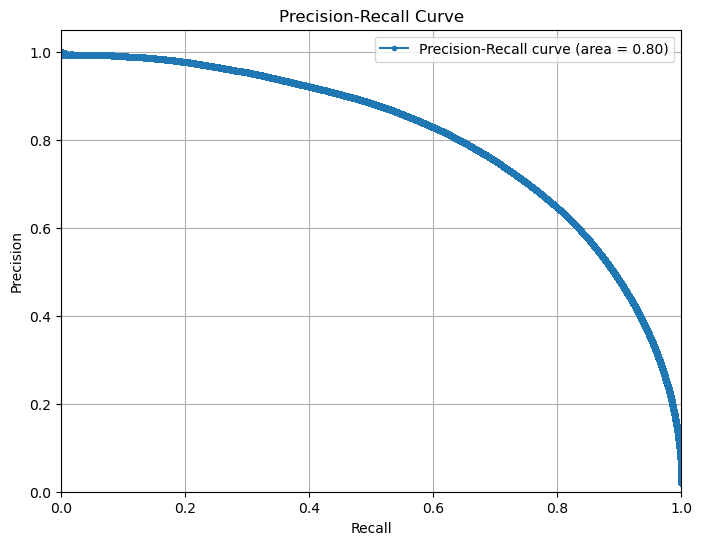 Precision-Recall Curve
Precision-Recall curve (area = 0.80)
Precision
1.0
0.8
0.6
0.4
0.2
0.0
0.0 0.2 0.4 0.6 0.8 1.0
Recall